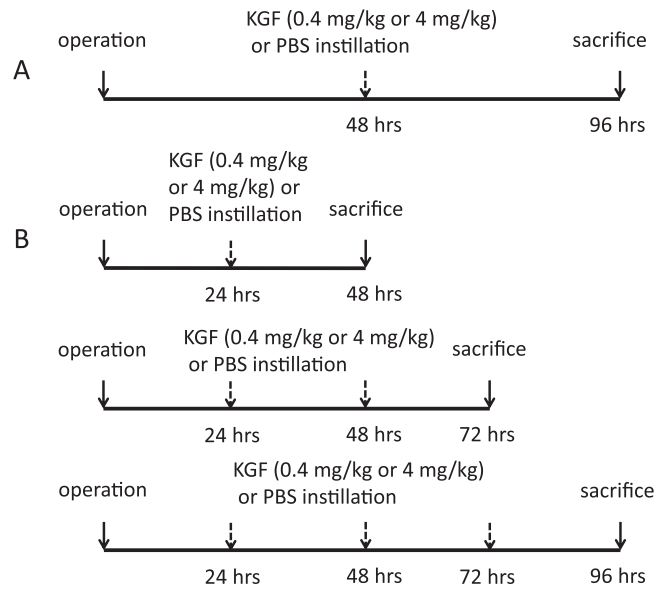 KGF (0.4 mg/kg or 4 mg/kg)
operation or PBS instillation sacrifice
A
48 hrs 96 hrs
KGF (0.4 mg/kg
or 4 mg/kg) or
operation PBS instillation sacrifice
B
24 hrs 48 hrs
KGF (0.4 mg/kg or 4 mg/kg)
operation or PBS instillation sacrifice
24 hrs 48 hrs 72 hrs
KGF (0.4 mg/kg or 4 mg/kg)
operation or PBS instillation sacrifice
24 hrs 48 hrs 72 hrs 96 hrs